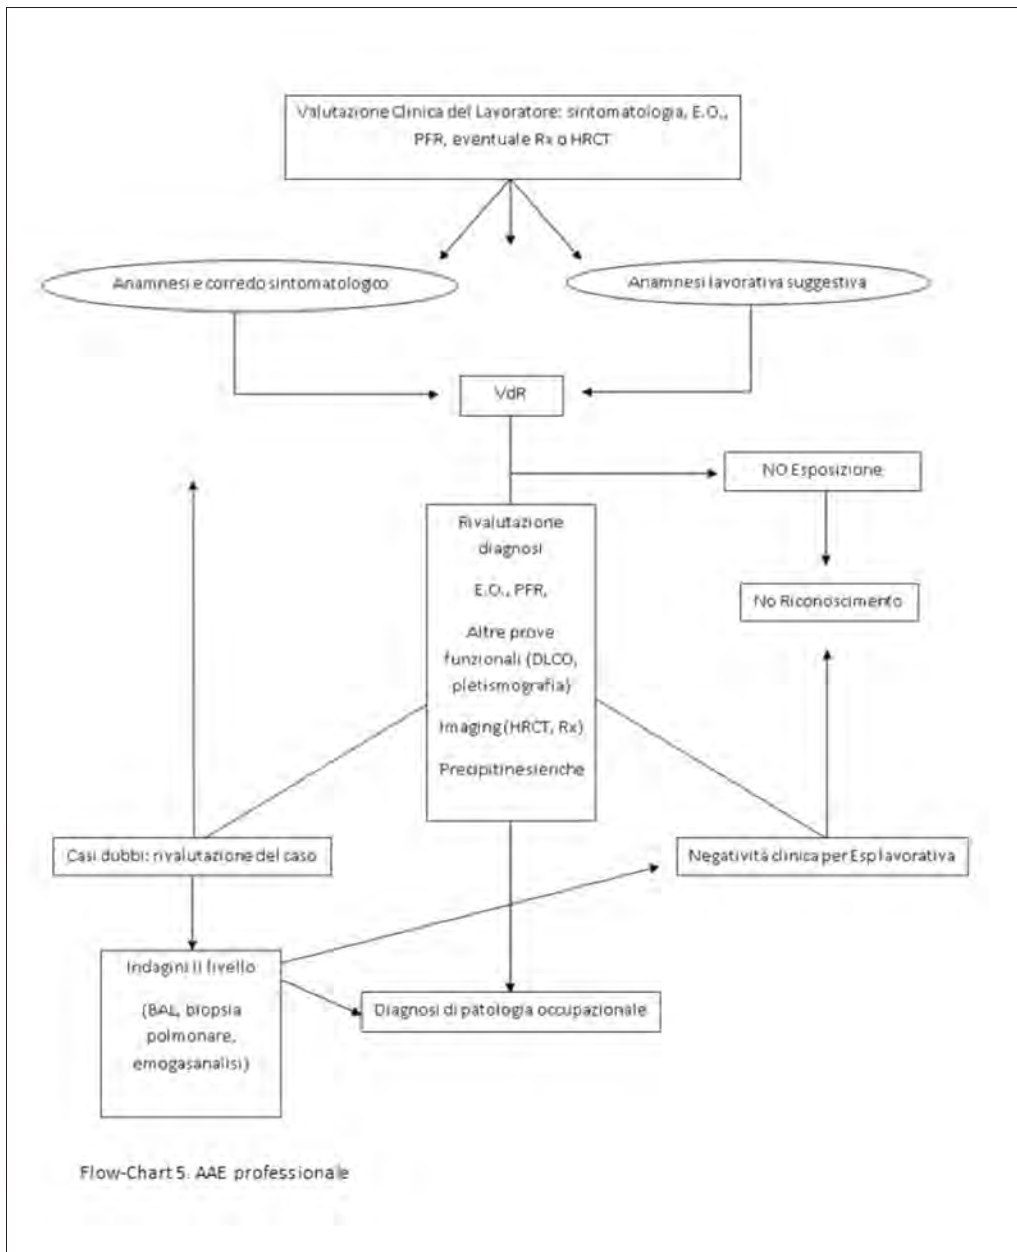 Valutazione Clinica del Lavoratore: sintomatologia, E.O.,
PFR, eventuale Rx o HRCT
Anamnesi e corredo sintomatologico
Anamnesi lavorativa suggestiva
VdR
NO Esposizione
Rivalutazione
diagnosi
E.O., PFR,
Altre prove
funzionali (DLCO,
pletismografia)
Imaging (HRCT, Rx)
Precipitine sieriche
No Riconoscimento
Casi dubbi: rivalutazione del caso
Negatività clinica per Esp lavorativa
Indagini II livello
(BAL, biopsia
polmonare,
emogasanalisi)
Diagnosi di patologia occupazionale
Flow-Chart 5. AAE professionale